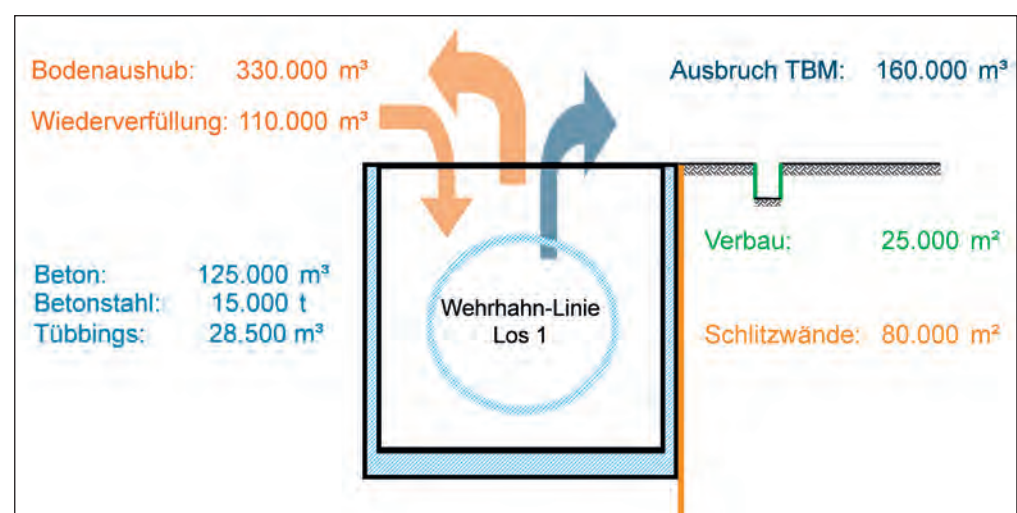 Bodenaushub: 330.000 m³
Wiederverfüllung: 110.000 m³
Ausbruch TBM: 160.000 m³
Beton: 125.000 m³
Betonstahl: 15.000 t
Tübbings: 28.500 m³
Wehrhahn-Linie
Los 1
Verbau: 25.000 m²
Schlitzwände: 80.000 m²